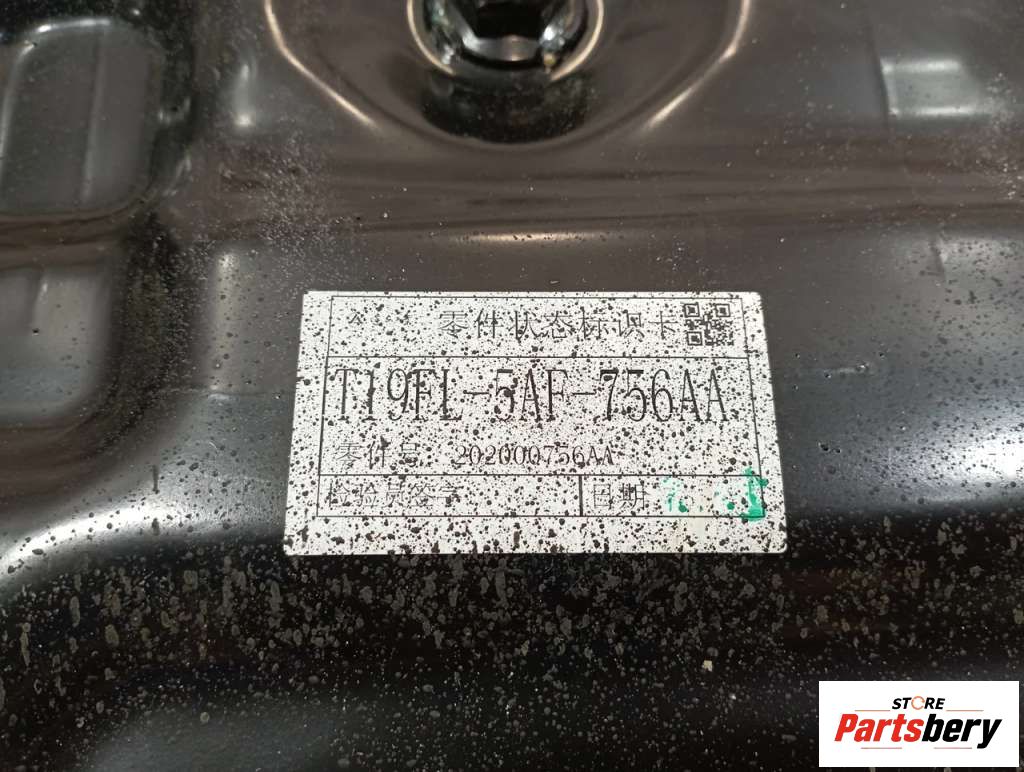 零件状态标识卡
T19FL-5AF-756AA
零件号: 202000756AA
检验员签字
日期
STORE
Partsbery